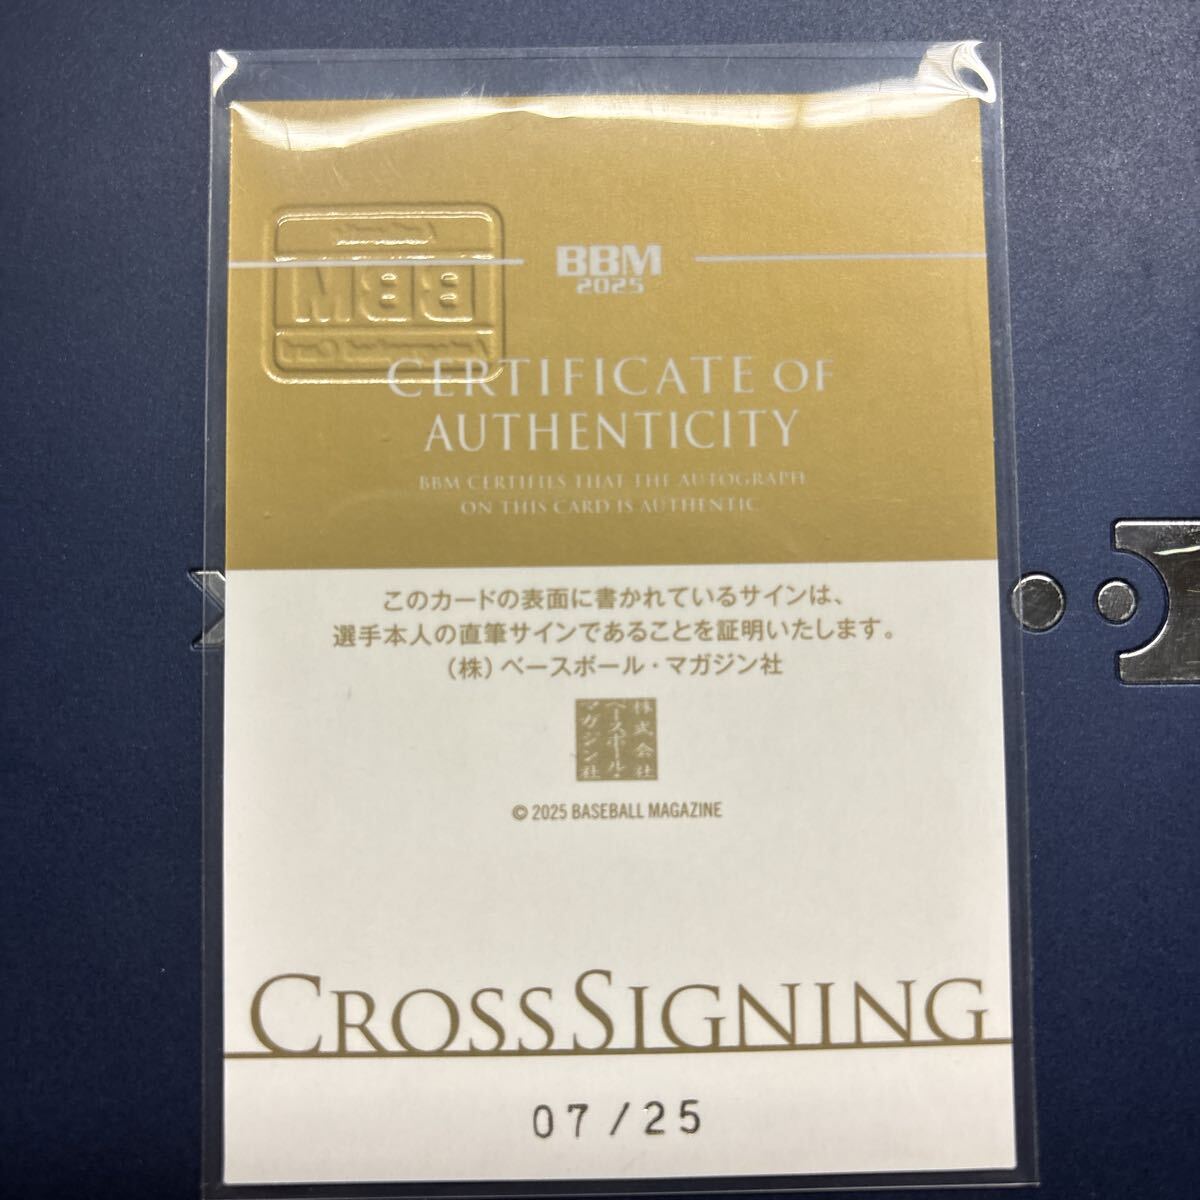 BBM
2025
CERTIFICATE OF
AUTHENTICITY
BBM CERTIFIES THAT THE AUTOGRAPH
ON THIS CARD IS AUTHENTIC
このカードの表面に書かれているサインは、
選手本人の直筆サインであることを証明いたします。
(株)ベースボール・マガジン社
株式会社
ベースボール・
マガジン社
© 2025 BASEBALL MAGAZINE
CROSSSIGNING
07/25